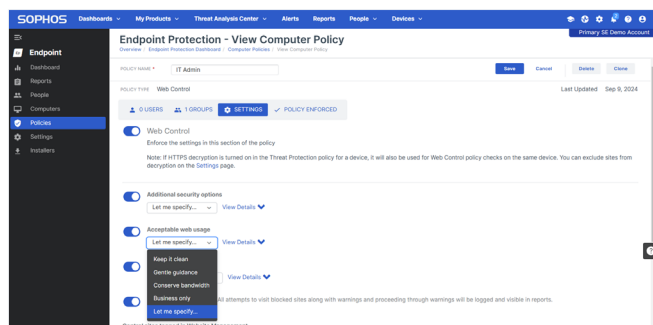 SOPHOS Dashboards My Products Threat Analysis Center Alerts Reports People Devices
Primary SE Demo Account
Endpoint
Dashboard
Reports
People
Computers
Policies
Settings
Installers
Endpoint Protection - View Computer Policy
Overview / Endpoint Protection Dashboard / Computer Policies / View Computer Policy
POLICY NAME * IT Admin Save Cancel Delete Clone
POLICY TYPE Web Control Last Updated Sep 9, 2024
0 USERS 1 GROUPS SETTINGS POLICY ENFORCED
Web Control
Enforce the settings in this section of the policy
Note: If HTTPS decryption is turned on in the Threat Protection policy for a device, it will also be used for Web Control policy checks on the same device. You can exclude sites from
decryption on the Settings page.
Additional security options
Let me specify... View Details
Acceptable web usage
Let me specify... View Details
Keep it clean
Gentle guidance
Conserve bandwidth
Business only
Let me specify...
View Details
All attempts to visit blocked sites along with warnings and proceeding through warnings will be logged and visible in reports.